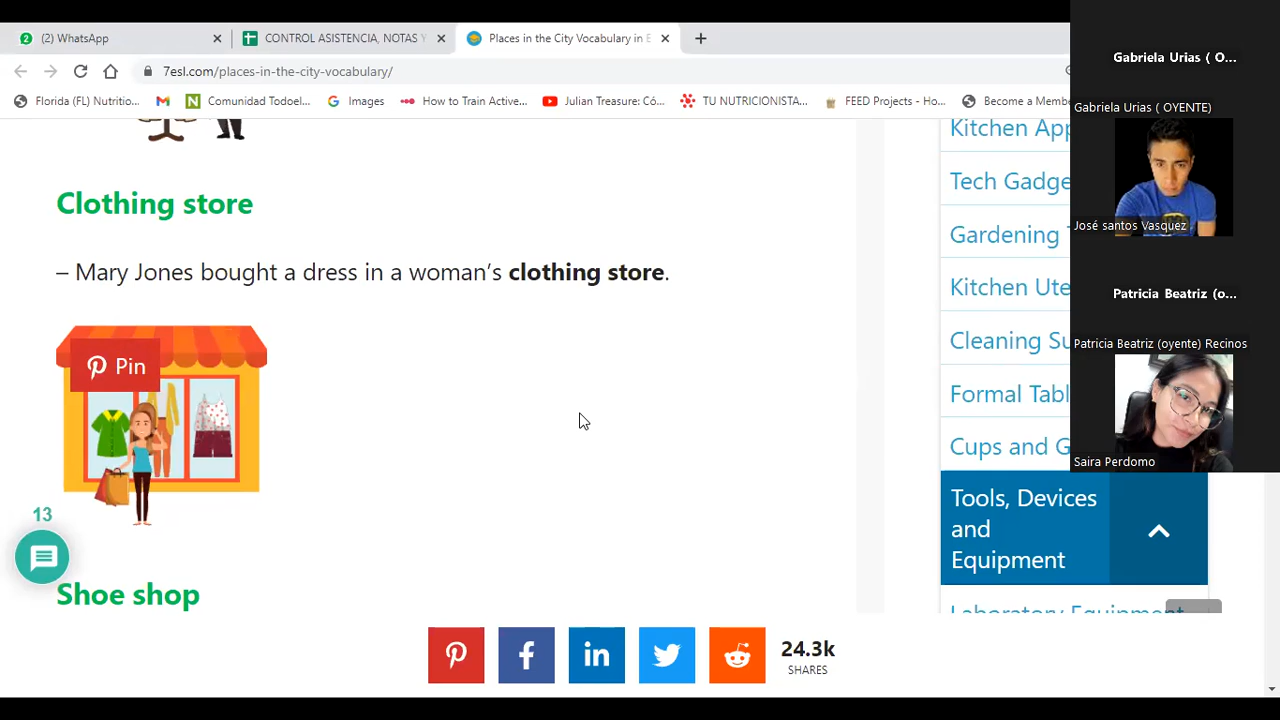 2 (2) WhatsApp
CONTROL ASISTENCIA, NOTAS Y
Places in the City Vocabulary in E
7esl.com/places-in-the-city-vocabulary/
Florida (FL) Nutritio...
Comunidad Todoel...
Images
How to Train Active...
Julian Treasure: Có...
TU NUTRICIONISTA...
FEED Projects - Ho...
Become a Membe
Clothing store
– Mary Jones bought a dress in a woman's clothing store.
Pin
13
Shoe shop
24.3k
SHARES
Kitchen App
Tech Gadge
Gardening
Kitchen Ute
Cleaning Su
Formal Tabl
Cups and G
Tools, Devices
and
Equipment
Laboratory Equipment
Gabriela Urias ( O...
Gabriela Urias ( OYENTE)
José santos Vasquez
Patricia Beatriz (o...
Patricia Beatriz (oyente) Recinos
Saira Perdomo